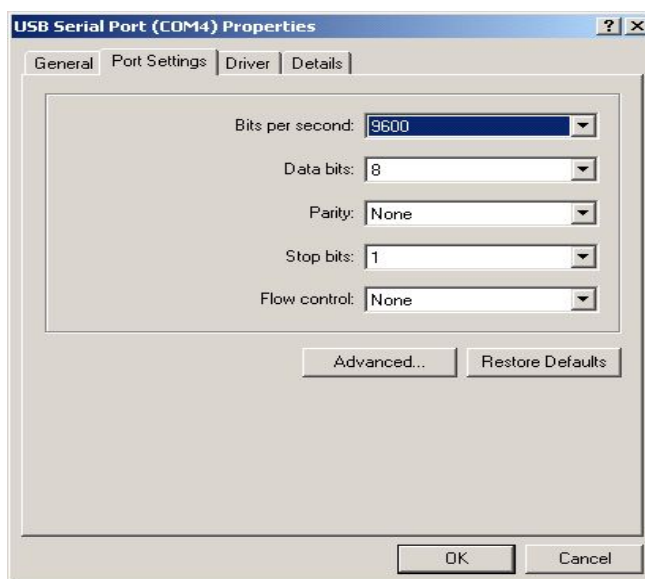 USB Serial Port (COM4) Properties
General Port Settings Driver Details
Bits per second: 9600
Data bits: 8
Parity: None
Stop bits: 1
Flow control: None
Advanced... Restore Defaults
OK Cancel